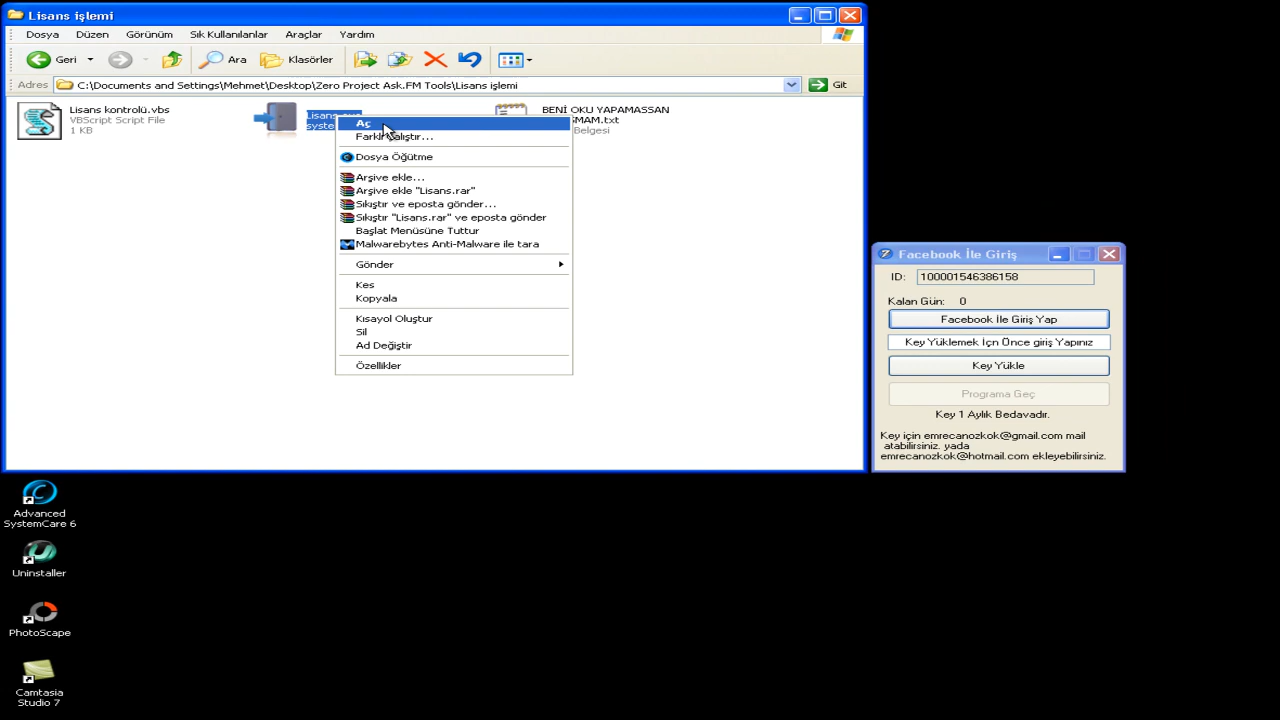 Lisans işlemi
Dosya Düzen Görünüm Sık Kullanılanlar Araçlar Yardım
Geri Ara Klasörler
Adres C:\Documents and Settings\Mehmet\Desktop\Zero Project Ask.FM Tools\Lisans işlemi Git
Lisans kontrolü.vbs
VBScript Script File
1 KB
BENİ OKU YAPAMASSAN
Belgesi
Aç
Dosya Öğütme
Arşive ekle...
Arşive ekle "Lisans.rar"
Sıkıştır ve eposta gönder...
Sıkıştır "Lisans.rar" ve eposta gönder
Başlat Menüsüne Tuttur
Malwarebytes Anti-Malware ile tara
Gönder
Kes
Kopyala
Kısayol Oluştur
Sil
Ad Değiştir
Özellikler
Facebook İle Giriş
ID: 100001546386158
Kalan Gün: 0
Facebook İle Giriş Yap
Key Yüklemek İçn Önce giriş Yapınız
Key Yükle
Programa Geç
Key 1 Aylık Bedavadır.
Key için emrecanozkok@gmail.com mail
atabilirsiniz. yada
emrecanozkok@hotmail.com ekleyebilirsiniz.
Advanced
SystemCare 6
Uninstaller
PhotoScape
Camtasia
Studio 7